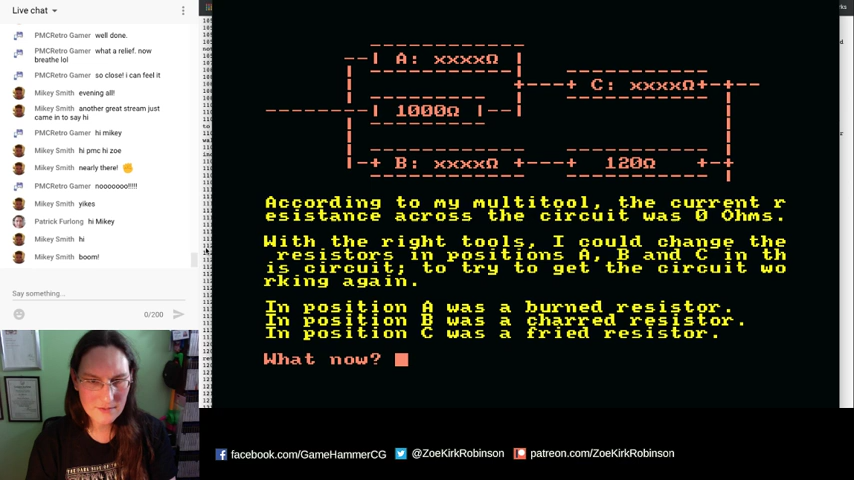 Live chat
PMCRetro Gamer well done.
PMCRetro Gamer what a relief. now
breathe lol
PMCRetro Gamer so close! i can feel it
Mikey Smith evening all!
Mikey Smith another great stream just
came in to say hi
PMCRetro Gamer hi mikey
Mikey Smith hi pmc hi zoe
Mikey Smith nearly there!
PMCRetro Gamer nooooooo!!!!!
Mikey Smith yikes
Patrick Furlong hi Mikey
Mikey Smith hi
Mikey Smith boom!
Say something...
0/200
A: xxxxΩ
C: xxxxΩ
1000Ω
B: xxxxΩ
120Ω
According to my multitool, the current r
esistance across the circuit was 0 Ohms.
With the right tools, I could change the
resistors in positions A, B and C in th
is circuit; to try to get the circuit wo
rking again.
In position A was a burned resistor.
In position B was a charred resistor.
In position C was a fried resistor.
What now?
facebook.com/GameHammerCG
@ZoeKirkRobinson
patreon.com/ZoeKirkRobinson